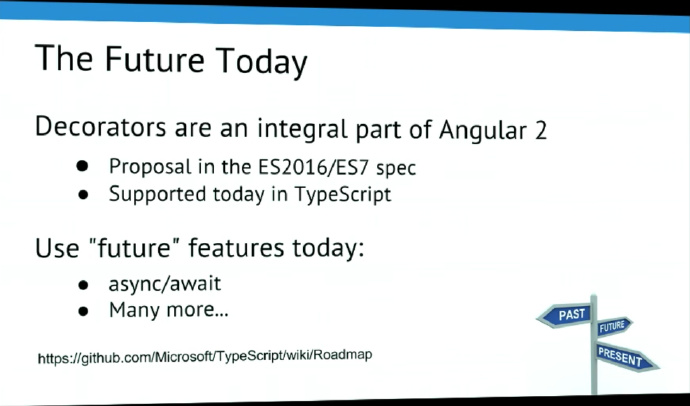 The Future Today
Decorators are an integral part of Angular 2
● Proposal in the ES2016/ES7 spec
● Supported today in TypeScript
Use "future" features today:
● async/await
● Many more...
https://github.com/Microsoft/TypeScript/wiki/Roadmap
PAST
FUTURE
PRESENT